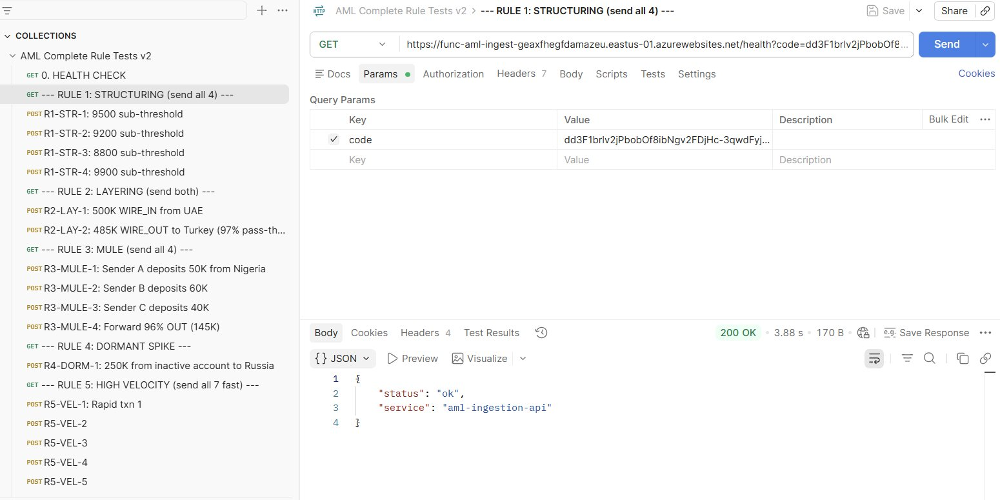 COLLECTIONS
AML Complete Rule Tests v2
GET 0. HEALTH CHECK
GET --- RULE 1: STRUCTURING (send all 4) ---
POST R1-STR-1: 9500 sub-threshold
POST R1-STR-2: 9200 sub-threshold
POST R1-STR-3: 8800 sub-threshold
POST R1-STR-4: 9900 sub-threshold
GET --- RULE 2: LAYERING (send both) ---
POST R2-LAY-1: 500K WIRE_IN from UAE
POST R2-LAY-2: 485K WIRE_OUT to Turkey (97% pass-th...
GET --- RULE 3: MULE (send all 4) ---
POST R3-MULE-1: Sender A deposits 50K from Nigeria
POST R3-MULE-2: Sender B deposits 60K
POST R3-MULE-3: Sender C deposits 40K
POST R3-MULE-4: Forward 96% OUT (145K)
GET --- RULE 4: DORMANT SPIKE ---
POST R4-DORM-1: 250K from inactive account to Russia
GET --- RULE 5: HIGH VELOCITY (send all 7 fast) ---
POST R5-VEL-1: Rapid txn 1
POST R5-VEL-2
POST R5-VEL-3
POST R5-VEL-4
POST R5-VEL-5
HTTP AML Complete Rule Tests v2 > --- RULE 1: STRUCTURING (send all 4) --- Save Share
GET https://func-aml-ingest-geaxfhegfdamazeu.eastus-01.azurewebsites.net/health?code=dd3F1brlv2jPbobOf8... Send
Docs Params Authorization Headers 7 Body Scripts Tests Settings Cookies
Query Params
Key Value Description Bulk Edit
code dd3F1brlv2jPbobOf8ibNgv2FDjHc-3qwdFyj...
Key Value Description
Body Cookies Headers 4 Test Results 200 OK 3.88 s 170 B e.g. Save Response
{} JSON Preview Visualize
1 {
2 "status": "ok",
3 "service": "aml-ingestion-api"
4 }